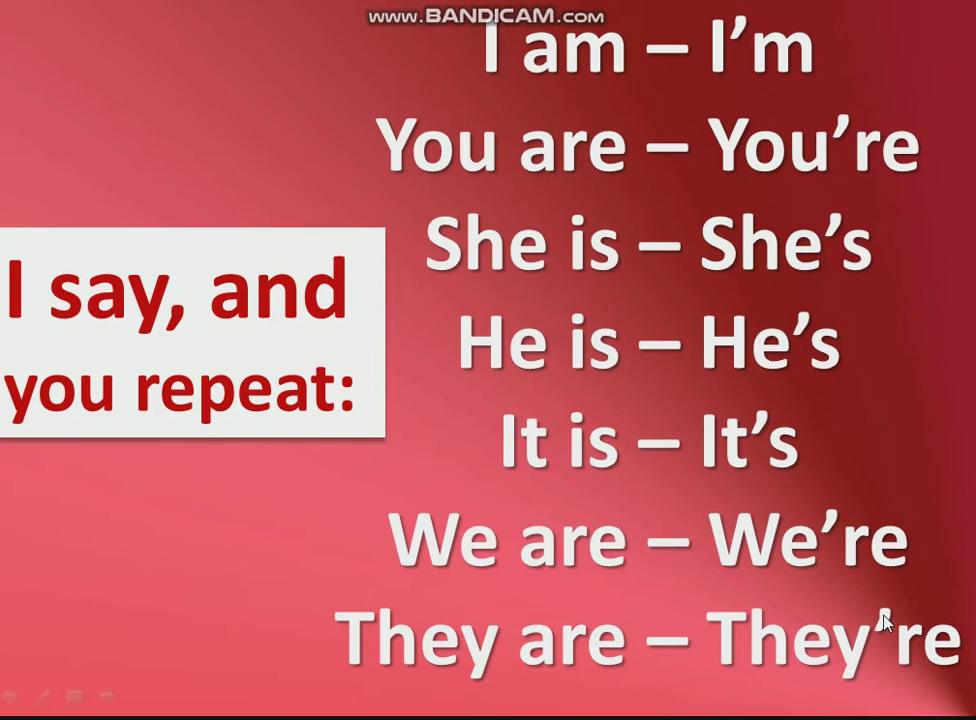 www.BANDICAM.com
I am – I’m
You are – You’re
She is – She’s
I say, and
you repeat:
He is – He’s
It is – It’s
We are – We’re
They are – They’re